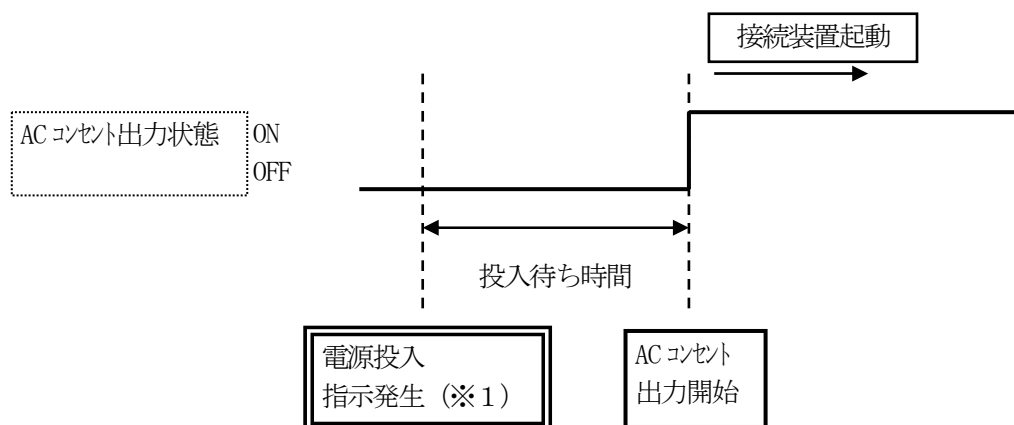 接続装置起動
ACｺﾝｾﾝﾄ出力状態 ON
OFF
投入待ち時間
電源投入
指示発生（※１）
ACｺﾝｾﾝﾄ
出力開始